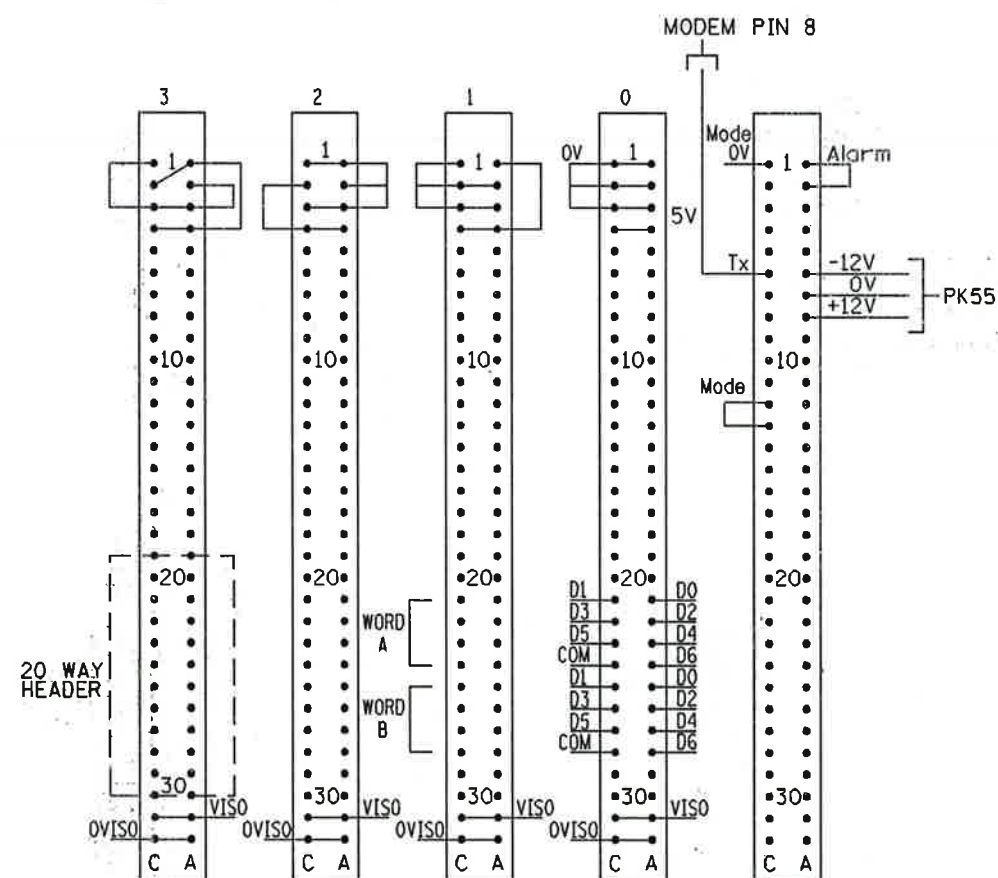 MODEM PIN 8
3 2 1 0
Mode
0V 1 Alarm
1 1 1 0V 1
5V
Tx -12V
0V
+12V
PK55
10 10 10 10 10
Mode
20 20 20 20 20
D1 D0
D3 D2
D5 D4
COM D6
D1 D0
D3 D2
D5 D4
COM D6
WORD
A
WORD
B
20 WAY
HEADER
30 30 30 30 30
VISO VISO VISO VISO
0VISO 0VISO 0VISO 0VISO
C A C A C A C A C A